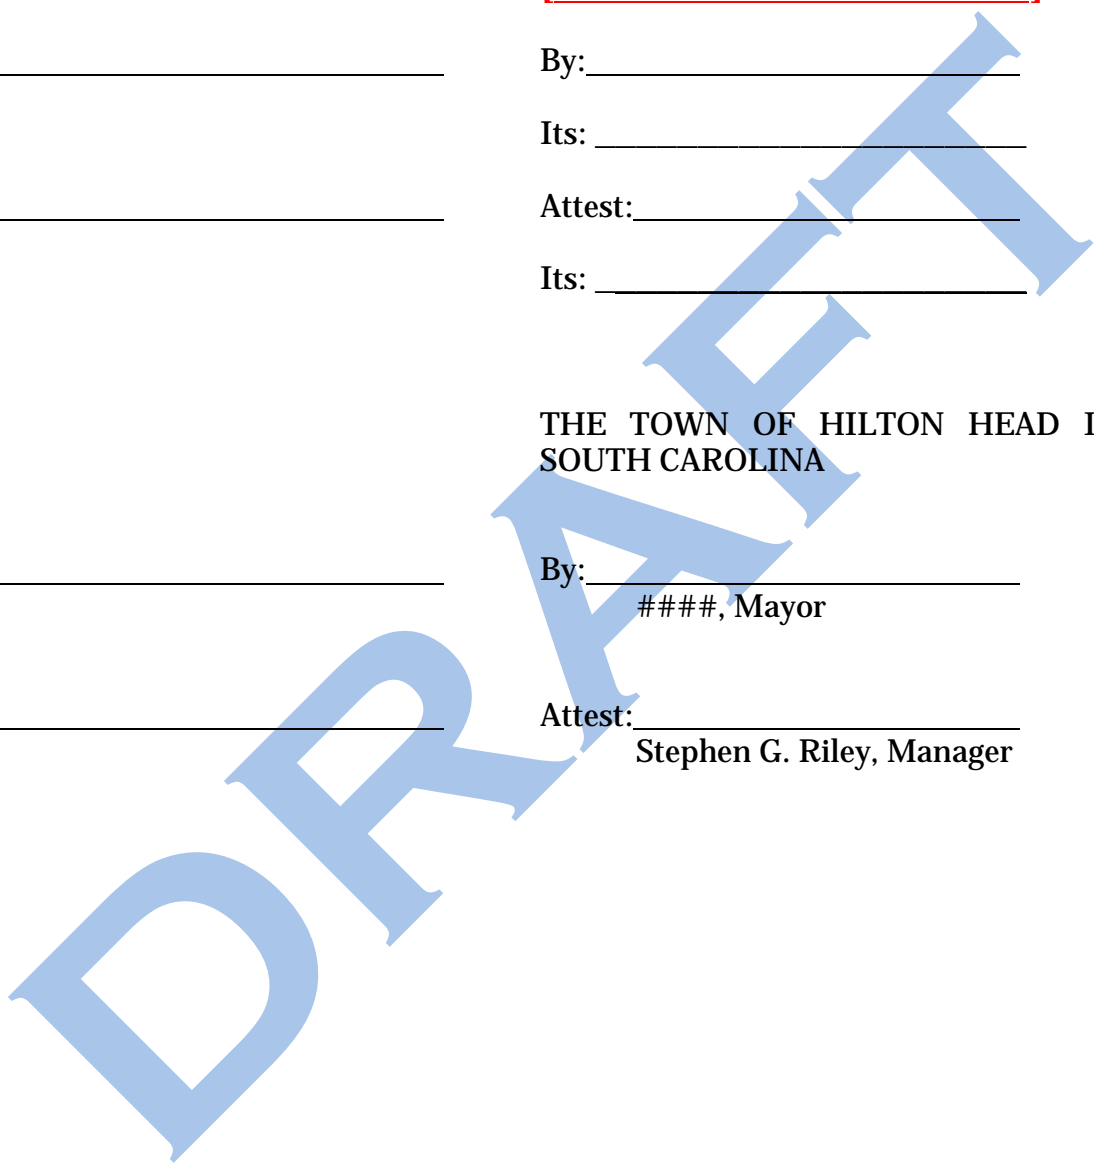 By:
Its:
Attest:
Its:
THE TOWN OF HILTON HEAD
SOUTH CAROLINA
By:
####, Mayor
Attest:
Stephen G. Riley, Manager
DRAFT